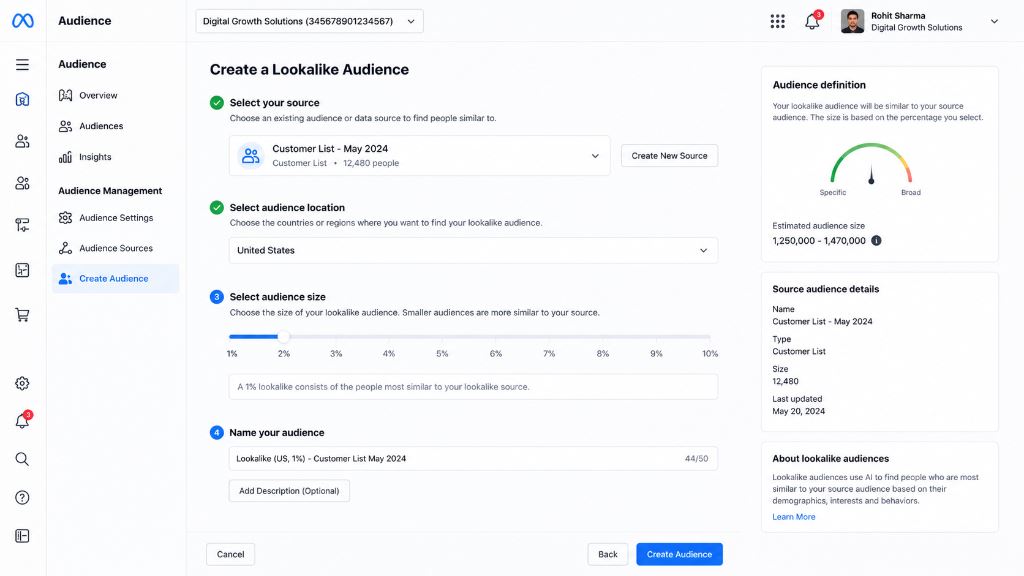 Audience
Digital Growth Solutions (345678901234567)
3
Rohit Sharma
Digital Growth Solutions
Audience
Overview
Audiences
Insights
Audience Management
Audience Settings
Audience Sources
Create Audience
3
Create a Lookalike Audience
Select your source
Choose an existing audience or data source to find people similar to.
Customer List - May 2024
Customer List • 12,480 people
Create New Source
Select audience location
Choose the countries or regions where you want to find your lookalike audience.
United States
3 Select audience size
Choose the size of your lookalike audience. Smaller audiences are more similar to your source.
1% 2% 3% 4% 5% 6% 7% 8% 9% 10%
A 1% lookalike consists of the people most similar to your lookalike source.
4 Name your audience
Lookalike (US, 1%) - Customer List May 2024 44/50
Add Description (Optional)
Cancel
Back
Create Audience
Audience definition
Your lookalike audience will be similar to your source
audience. The size is based on the percentage you select.
Specific Broad
Estimated audience size
1,250,000 - 1,470,000
Source audience details
Name
Customer List - May 2024
Type
Customer List
Size
12,480
Last updated
May 20, 2024
About lookalike audiences
Lookalike audiences use AI to find people who are most
similar to your source audience based on their
demographics, interests and behaviors.
Learn More